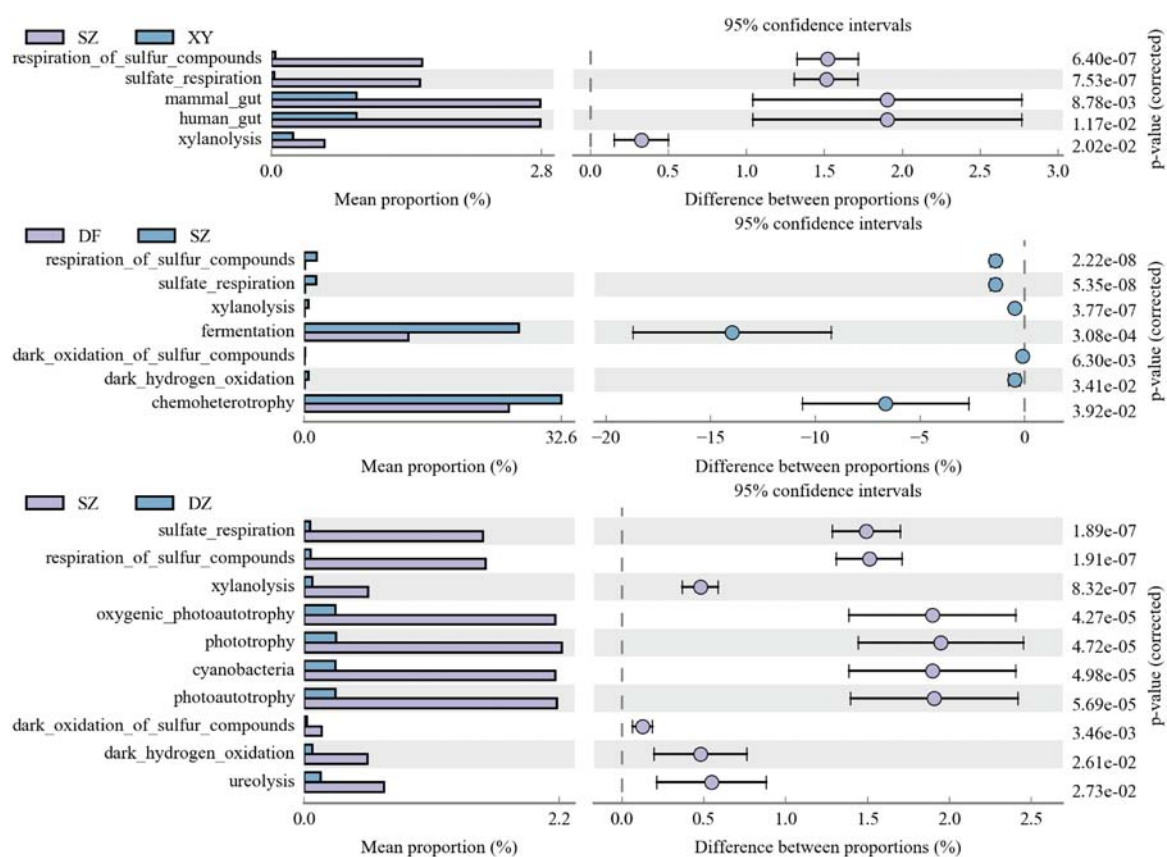 95% confidence intervals
SZ XY
respiration_of_sulfur_compounds 6.40e-07
sulfate_respiration 7.53e-07
mammal_gut 8.78e-03
human_gut 1.17e-02
xylanolysis 2.02e-02
p-value (corrected)
0.0 2.8 0.0 0.5 1.0 1.5 2.0 2.5 3.0
Mean proportion (%) Difference between proportions (%)
95% confidence intervals
DF SZ
respiration_of_sulfur_compounds 2.22e-08
sulfate_respiration 5.35e-08
xylanolysis 3.77e-07
fermentation 3.08e-04
dark_oxidation_of_sulfur_compounds 6.30e-03
dark_hydrogen_oxidation 3.41e-02
chemoheterotrophy 3.92e-02
p-value (corrected)
0.0 32.6 −20 −15 −10 −5 0
Mean proportion (%) Difference between proportions (%)
95% confidence intervals
SZ DZ
sulfate_respiration 1.89e-07
respiration_of_sulfur_compounds 1.91e-07
xylanolysis 8.32e-07
oxygenic_photoautotrophy 4.27e-05
phototrophy 4.72e-05
cyanobacteria 4.98e-05
photoautotrophy 5.69e-05
dark_oxidation_of_sulfur_compounds 3.46e-03
dark_hydrogen_oxidation 2.61e-02
ureolysis 2.73e-02
p-value (corrected)
0.0 2.2 0.0 0.5 1.0 1.5 2.0 2.5
Mean proportion (%) Difference between proportions (%)